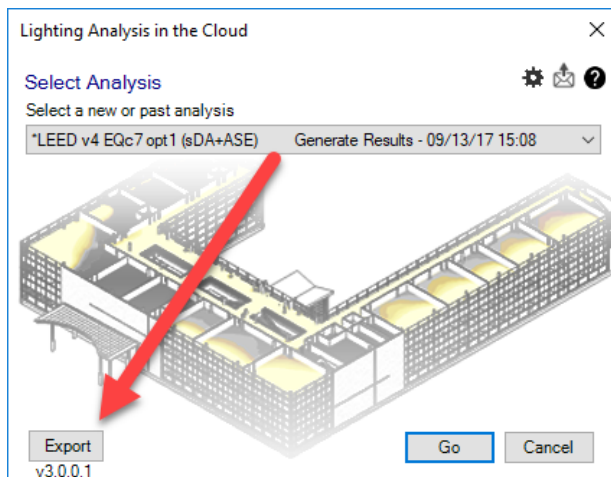 Lighting Analysis in the Cloud
Select Analysis
Select a new or past analysis
*LEED v4 EQc7 opt1 (sDA+ASE) Generate Results - 09/13/17 15:08
Export Go Cancel
v3.0.0.1